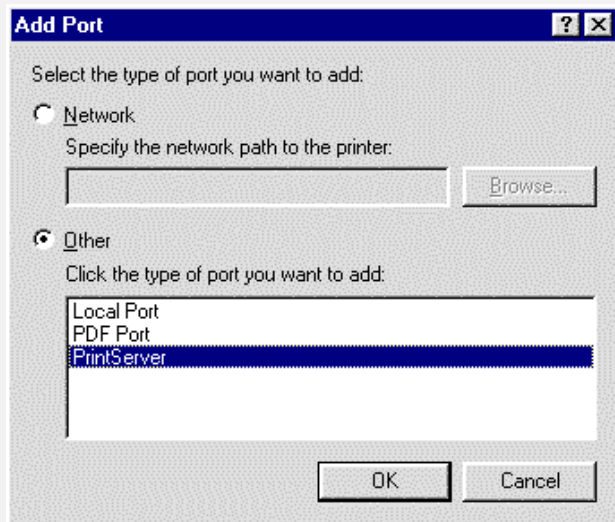 Add Port
Select the type of port you want to add:
Network
Specify the network path to the printer:
Browse...
Other
Click the type of port you want to add:
Local Port
PDF Port
PrintServer
OK Cancel